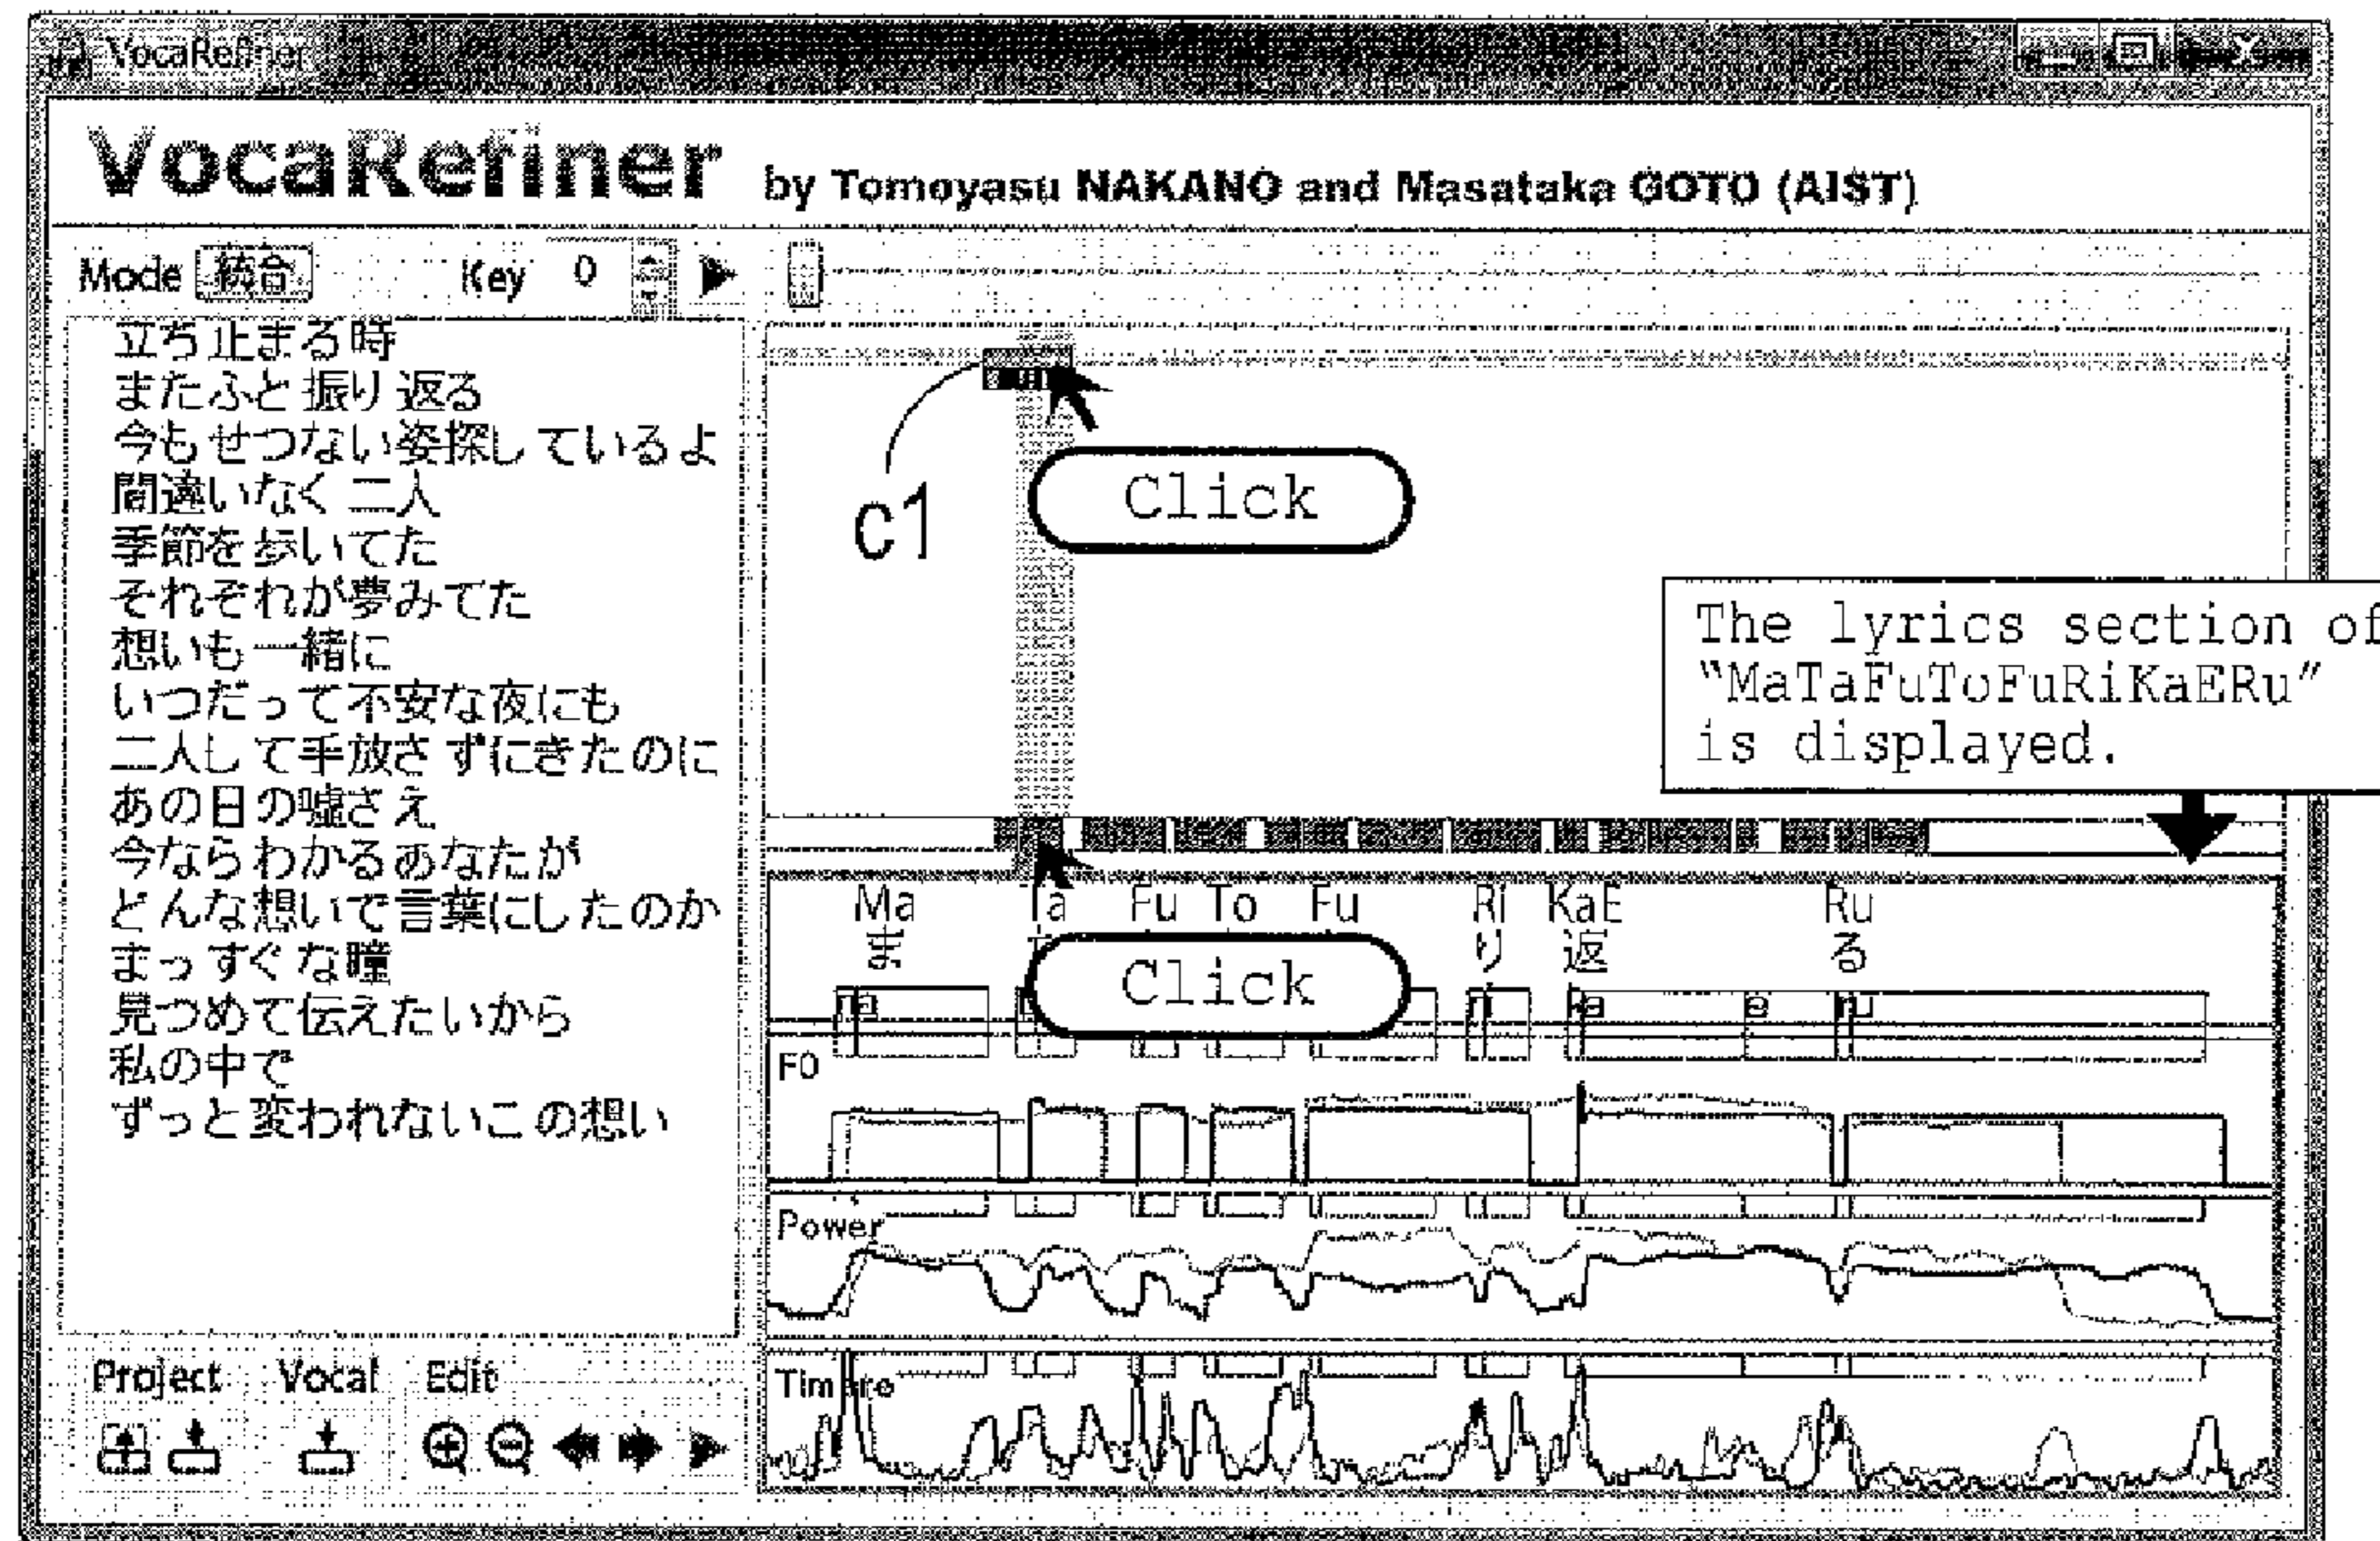 VocaRefiner
VocaRefiner by Tomoyasu NAKANO and Masataka GOTO (AIST)
Mode 統合 Key 0
立ち止まる時
またふと振り返る
今もせつない姿探しているよ
間違いなく二人
季節を歩いてた
それぞれが夢みてた
想いも一緒に
いつだって不安な夜にも
二人して手放さずにきたのに
あの日の嘘さえ
今ならわかるあなたが
どんな想いで言葉にしたのか
まっすぐな瞳
見つめて伝えたいから
私の中で
ずっと変われないこの想い
Project Vocal Edit
c1
Click
The lyrics section of
"MaTaFuToFuRiKaERu"
is displayed.
Ma Ta Fu To Fu Ri KaE Ru
ま り 返 る
Click
F0
Power
Timbre